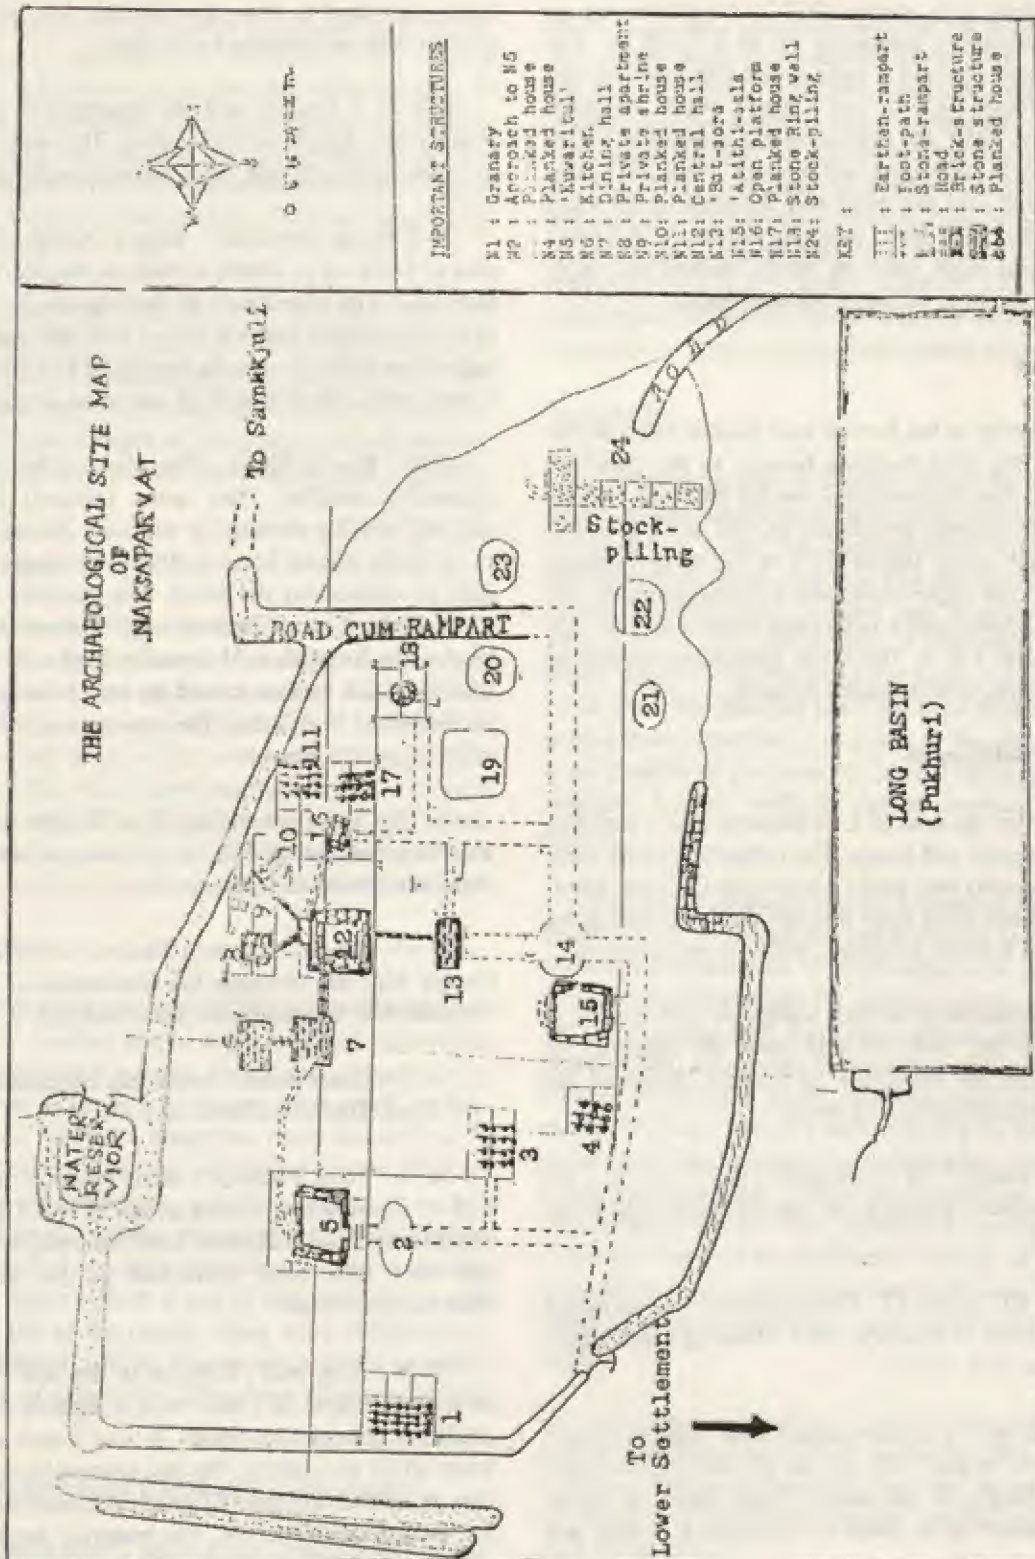 THE ARCHAEOLOGICAL SITE MAP
OF
NAKSAPARVAT
To Samukjuli
IMPORTANT STRUCTURES
N1 : Granary
N2 : Approich to N5
: Planked house
N4 : Planked house
N5 : 'Kuwaritul'
N6 : Kitchen
N7 : Dining hall
N8 : Private apartment
N9 : Private shrine
N10: Planked house
N11: Planked house
N12: Central hall
N13: 'Bat-sora
N15: 'Atithi-sala
N16: Open platform
N17: Planked house
N18: Stone Ring wall
N24: Stock-piling
KEY :
: Earthen-rampart
: Foot-path
: Stone-rampart
: Road
: Brick-structure
: Stone structure
: Planked house
WATER
RESER-
VIOR
ROAD CUM RAMPART
1
2
3
4
5
7
8
9
10
11
12
13
14
15
16
17
18
19
20
21
22
23
24
Stock-
piling
To
Lower Settlement
LONG BASIN
(Pukhuri)